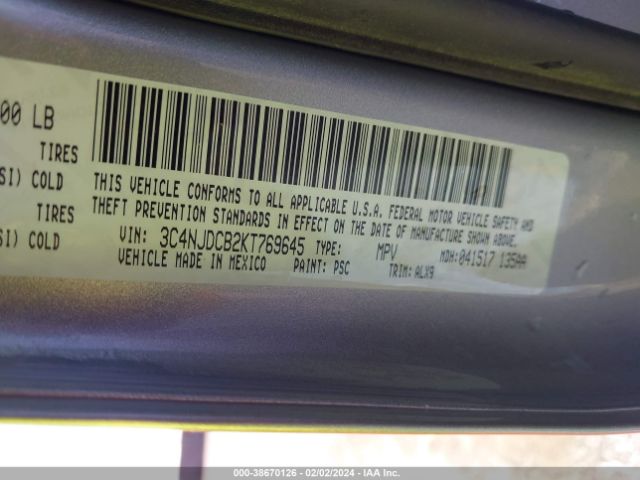 00 LB
TIRES
SI) COLD
TIRES
SI) COLD
THIS VEHICLE CONFORMS TO ALL APPLICABLE U.S.A. FEDERAL MOTOR VEHICLE SAFETY AND
THEFT PREVENTION STANDARDS IN EFFECT ON THE DATE OF MANUFACTURE SHOWN ABOVE.
VIN: 3C4NJDCB2KT769645 TYPE: MPV MDH: 041517 135AA
VEHICLE MADE IN MEXICO PAINT: PSC TRIM: ALX9
000-38670126 - 02/02/2024 - IAA Inc.